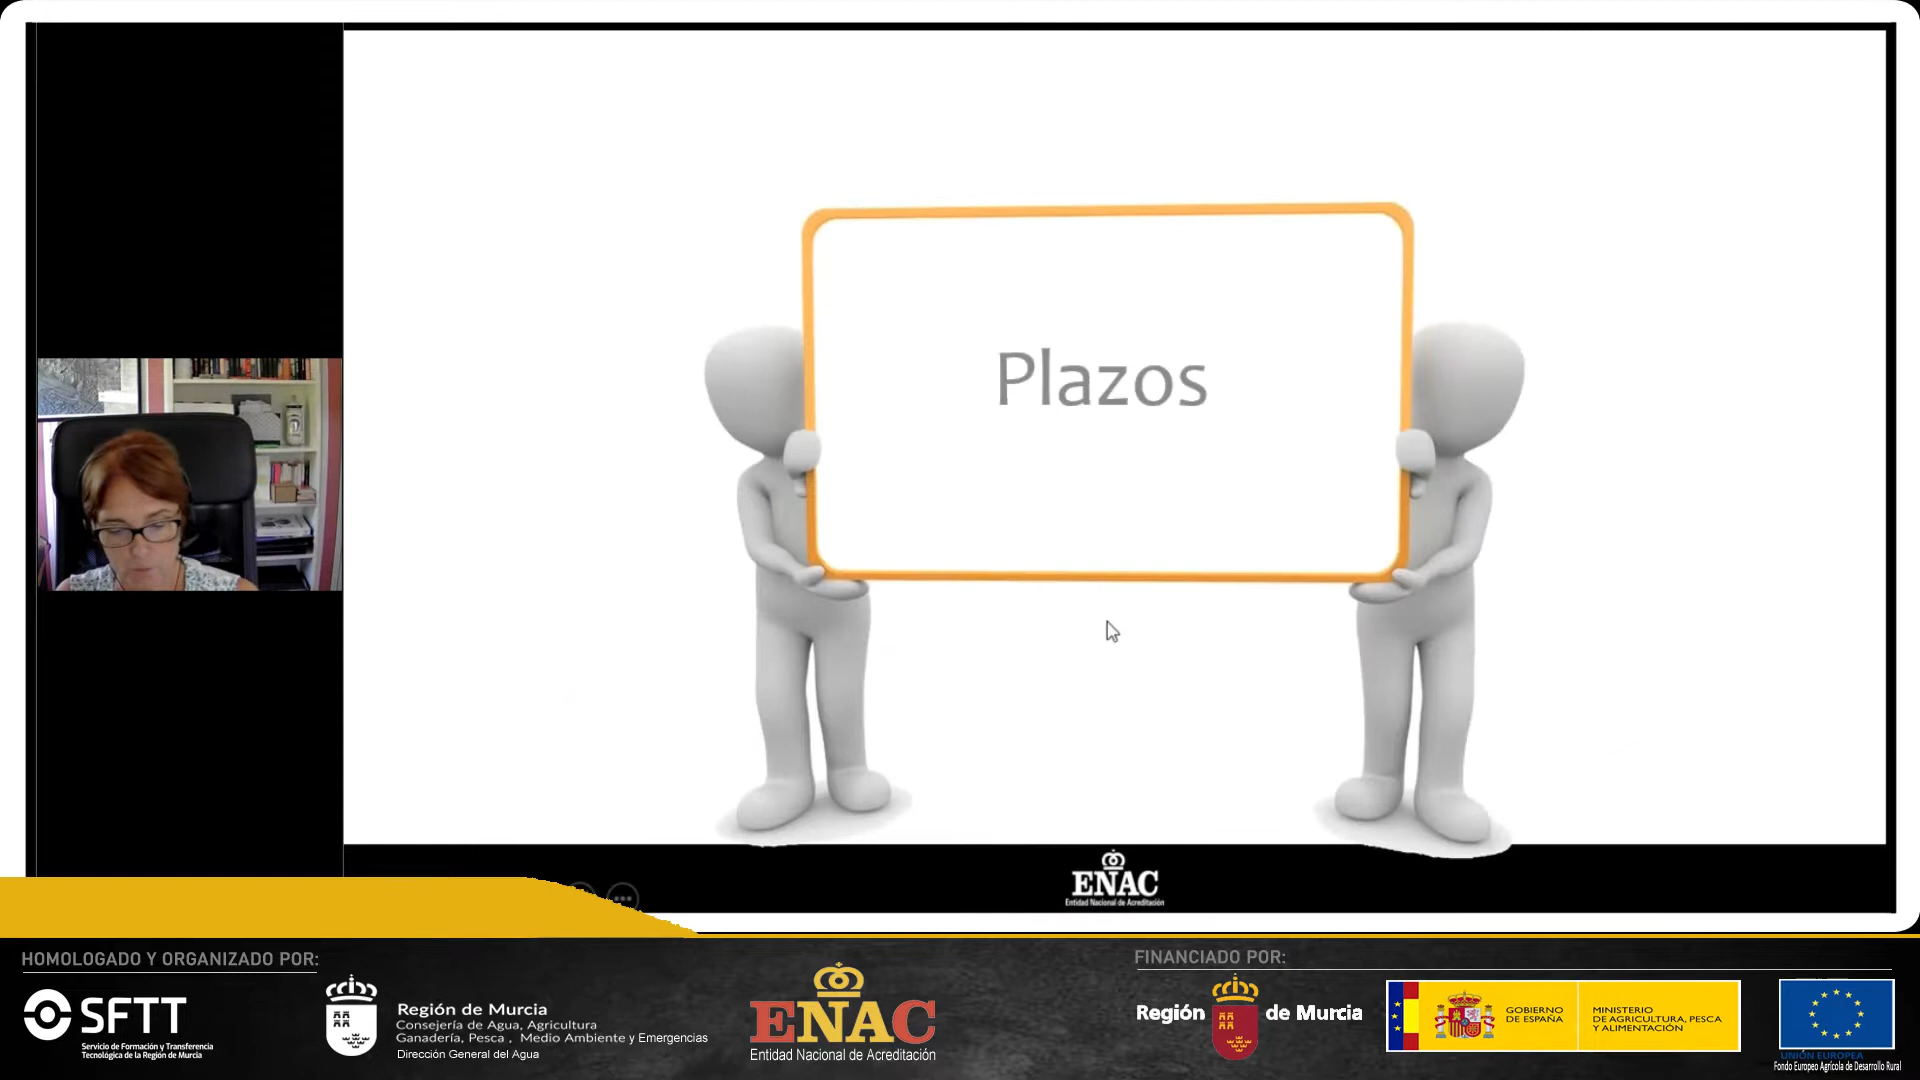 Plazos
ENAC
Entidad Nacional de Acreditación
HOMOLOGADO Y ORGANIZADO POR:
SFTT
Servicio de Formación y Transferencia
Tecnológica de la Región de Murcia
Región de Murcia
Consejería de Agua, Agricultura
Ganadería, Pesca , Medio Ambiente y Emergencias
Dirección General del Agua
ENAC
Entidad Nacional de Acreditación
FINANCIADO POR:
Región de Murcia
GOBIERNO
DE ESPAÑA
MINISTERIO
DE AGRICULTURA, PESCA
Y ALIMENTACIÓN
UNIÓN EUROPEA
Fondo Europeo Agrícola de Desarrollo Rural